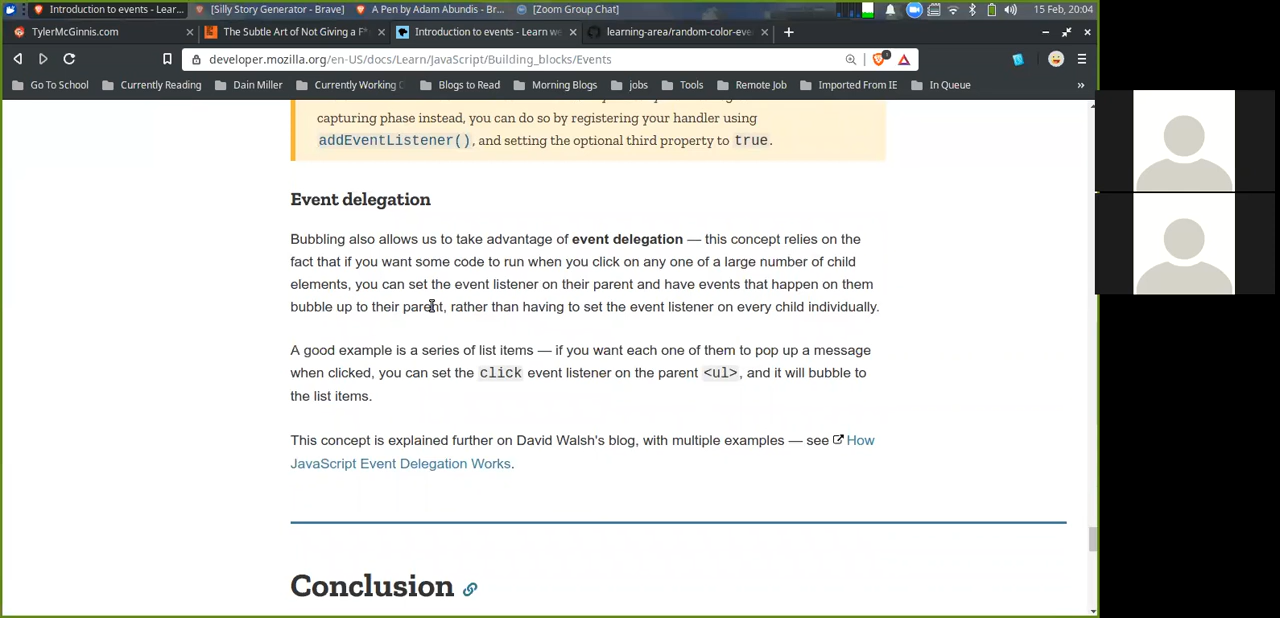 Introduction to events - Lear...
[Silly Story Generator - Brave]
A Pen by Adam Abundis - Br...
[Zoom Group Chat]
15 Feb, 20:04
TylerMcGinnis.com
The Subtle Art of Not Giving a F*
Introduction to events - Learn we
learning-area/random-color-eve
developer.mozilla.org/en-US/docs/Learn/JavaScript/Building_blocks/Events
Go To School
Currently Reading
Dain Miller
Currently Working
Blogs to Read
Morning Blogs
jobs
Tools
Remote Job
Imported From IE
In Queue
»
capturing phase instead, you can do so by registering your handler using
addEventListener(), and setting the optional third property to true.
Event delegation
Bubbling also allows us to take advantage of event delegation — this concept relies on the
fact that if you want some code to run when you click on any one of a large number of child
elements, you can set the event listener on their parent and have events that happen on them
bubble up to their parent, rather than having to set the event listener on every child individually.
A good example is a series of list items — if you want each one of them to pop up a message
when clicked, you can set the click event listener on the parent <ul>, and it will bubble to
the list items.
This concept is explained further on David Walsh's blog, with multiple examples — see How
JavaScript Event Delegation Works.
Conclusion